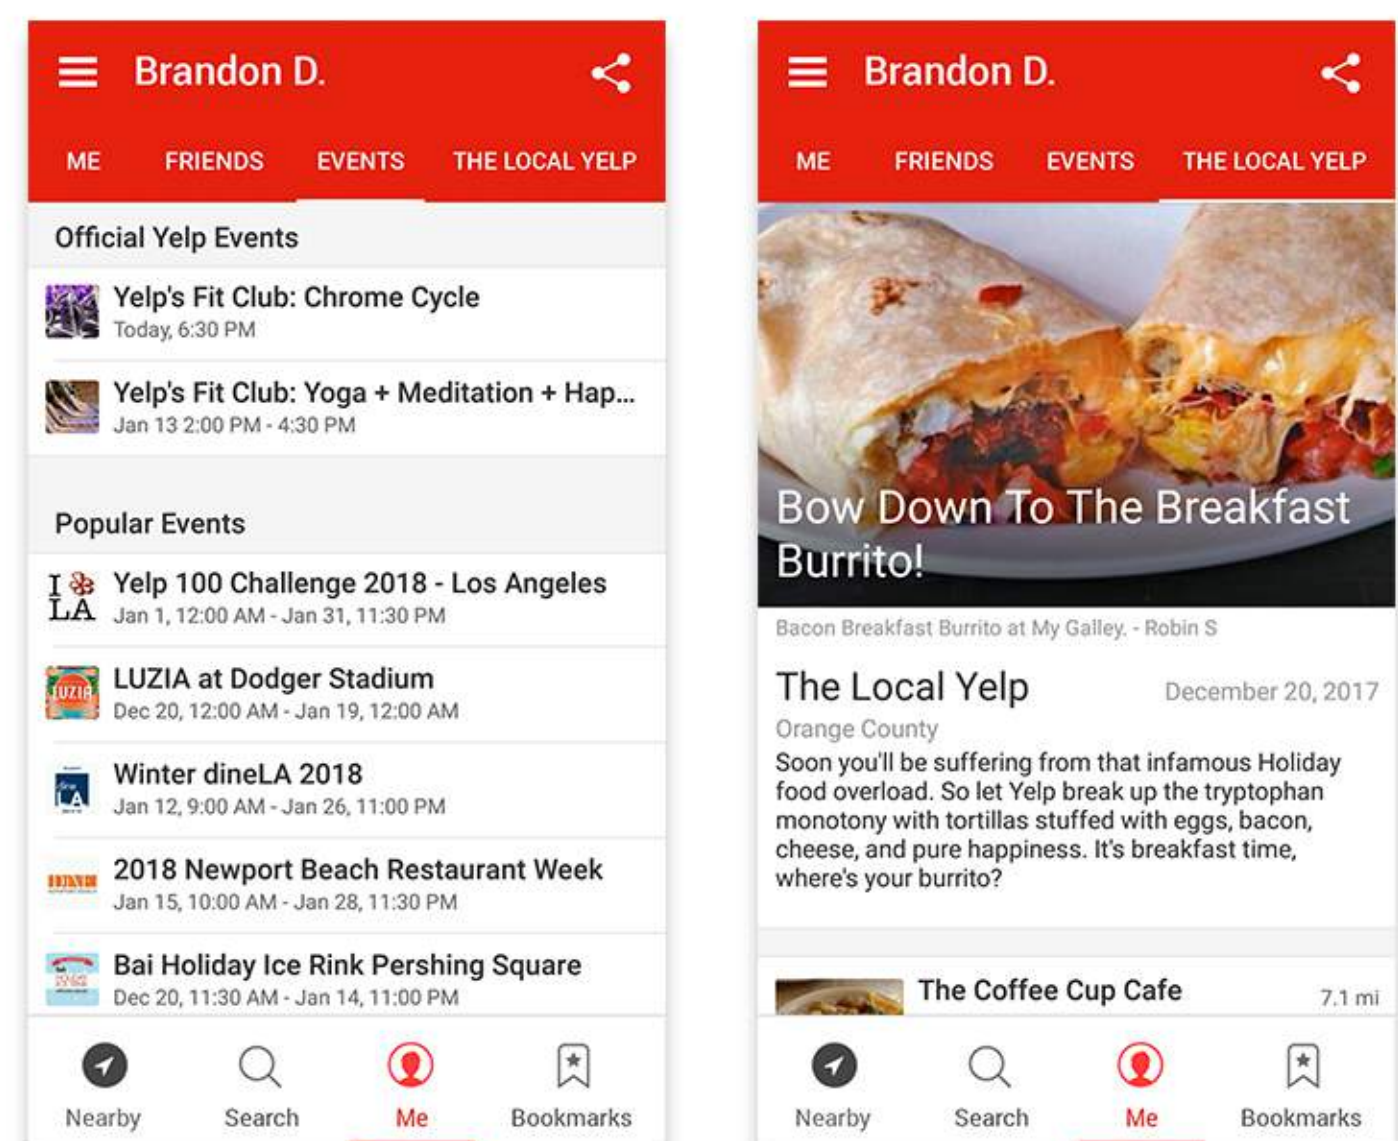 Brandon D.
ME FRIENDS EVENTS THE LOCAL YELP
Official Yelp Events
Yelp's Fit Club: Chrome Cycle
Today, 6:30 PM
Yelp's Fit Club: Yoga + Meditation + Hap...
Jan 13 2:00 PM - 4:30 PM
Popular Events
I LA
Yelp 100 Challenge 2018 - Los Angeles
Jan 1, 12:00 AM - Jan 31, 11:30 PM
LUZIA
LUZIA at Dodger Stadium
Dec 20, 12:00 AM - Jan 19, 12:00 AM
LA
Winter dineLA 2018
Jan 12, 9:00 AM - Jan 26, 11:00 PM
2018 Newport Beach Restaurant Week
Jan 15, 10:00 AM - Jan 28, 11:30 PM
Bai Holiday Ice Rink Pershing Square
Dec 20, 11:30 AM - Jan 14, 11:00 PM
Nearby Search Me Bookmarks
Brandon D.
ME FRIENDS EVENTS THE LOCAL YELP
Bow Down To The Breakfast
Burrito!
Bacon Breakfast Burrito at My Galley. - Robin S
The Local Yelp December 20, 2017
Orange County
Soon you'll be suffering from that infamous Holiday
food overload. So let Yelp break up the tryptophan
monotony with tortillas stuffed with eggs, bacon,
cheese, and pure happiness. It's breakfast time,
where's your burrito?
The Coffee Cup Cafe 7.1 mi
Nearby Search Me Bookmarks